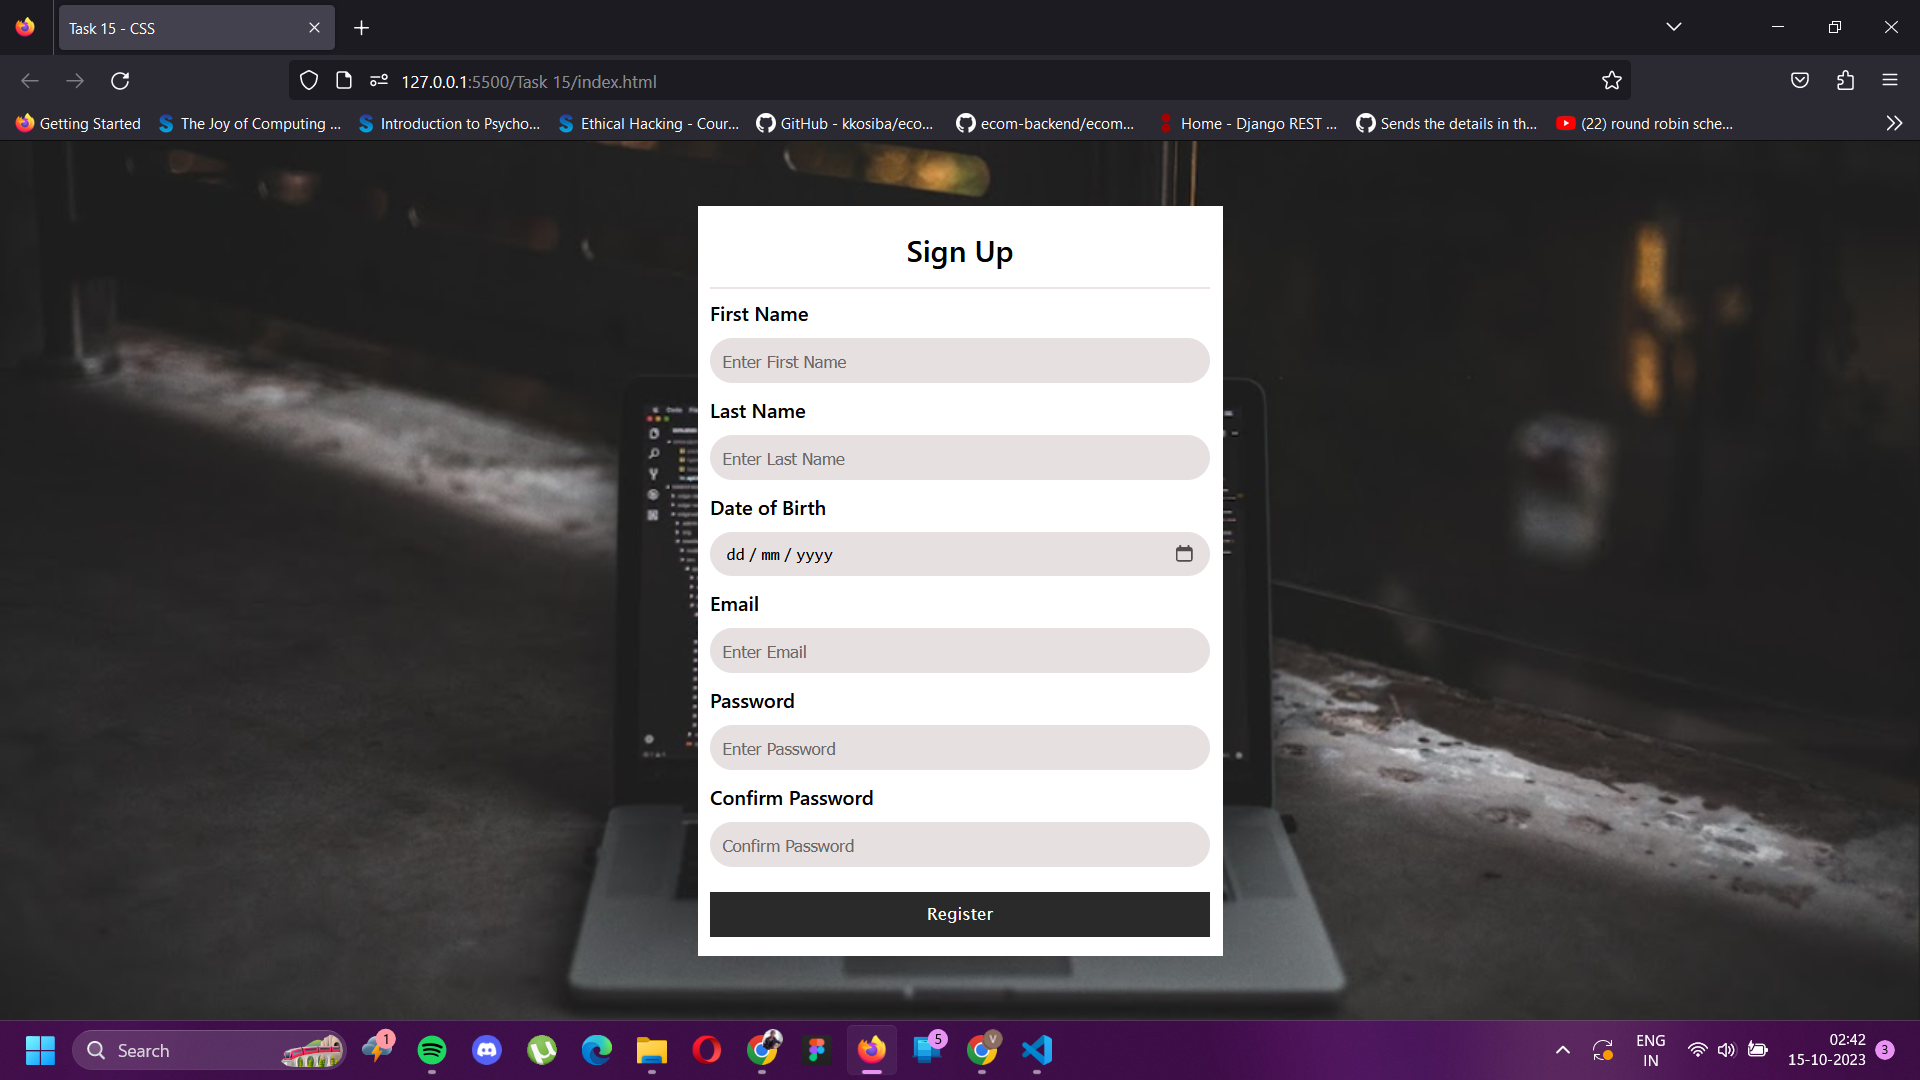 Task 15 - CSS
127.0.0.1:5500/Task 15/index.html
Getting Started The Joy of Computing ... Introduction to Psycho... Ethical Hacking - Cour... GitHub - kkosiba/eco... ecom-backend/ecom... Home - Django REST ... Sends the details in th... (22) round robin sche...
Sign Up
First Name
Enter First Name
Last Name
Enter Last Name
Date of Birth
dd / mm / yyyy
Email
Enter Email
Password
Enter Password
Confirm Password
Confirm Password
Register
Search
1
5
V
ENG
IN
02:42
15-10-2023
3